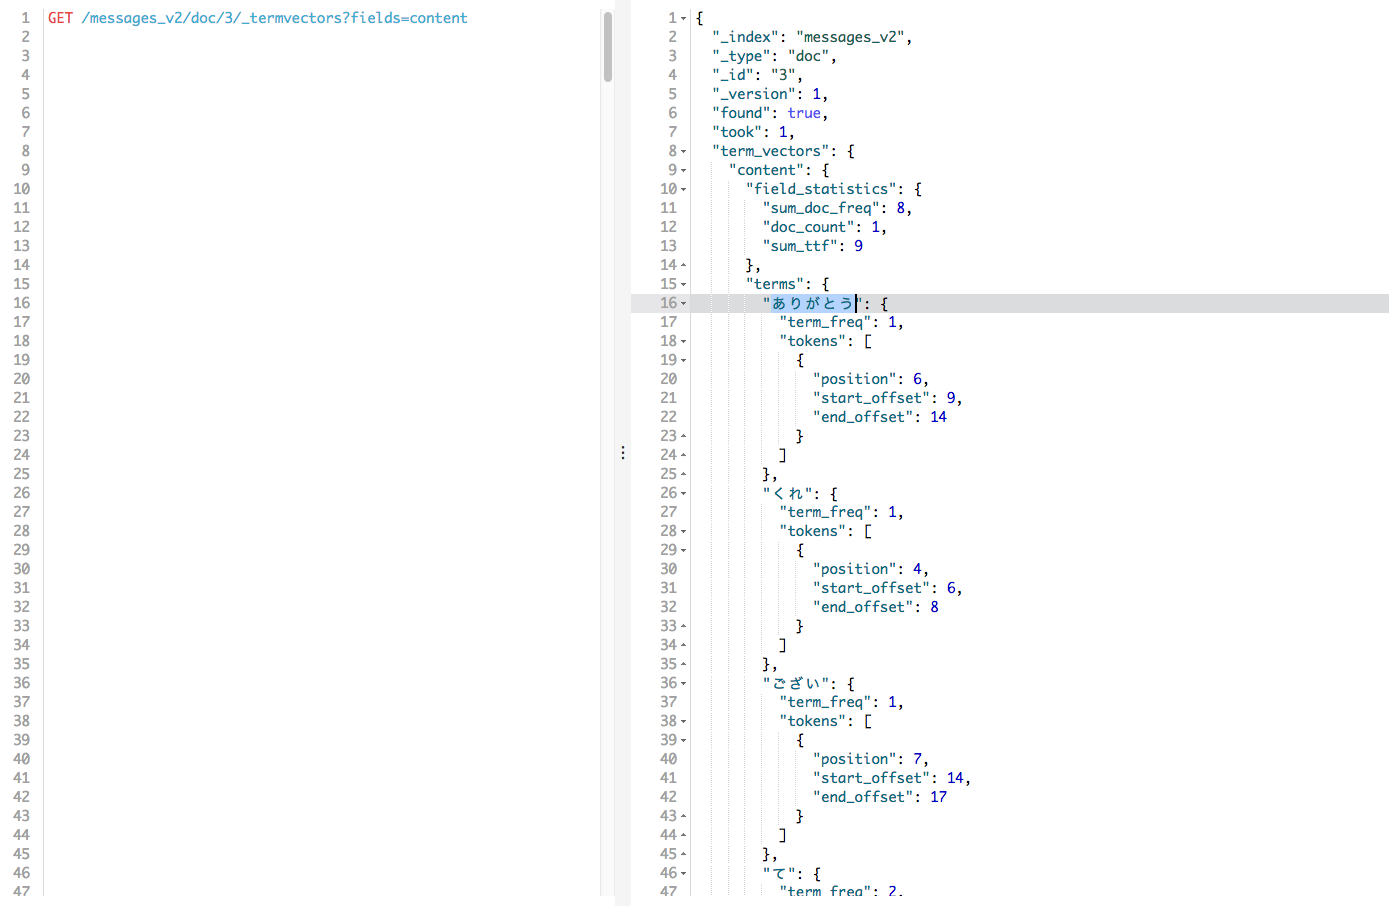 1 GET /messages_v2/doc/3/_termvectors?fields=content
2
3
4
5
6
7
8
9
10
11
12
13
14
15
16
17
18
19
20
21
22
23
24
25
26
27
28
29
30
31
32
33
34
35
36
37
38
39
40
41
42
43
44
45
46
47
1 {
2 "_index": "messages_v2",
3 "_type": "doc",
4 "_id": "3",
5 "_version": 1,
6 "found": true,
7 "took": 1,
8 "term_vectors": {
9 "content": {
10 "field_statistics": {
11 "sum_doc_freq": 8,
12 "doc_count": 1,
13 "sum_ttf": 9
14 },
15 "terms": {
16 "ありがとう": {
17 "term_freq": 1,
18 "tokens": [
19 {
20 "position": 6,
21 "start_offset": 9,
22 "end_offset": 14
23 }
24 ]
25 },
26 "くれ": {
27 "term_freq": 1,
28 "tokens": [
29 {
30 "position": 4,
31 "start_offset": 6,
32 "end_offset": 8
33 }
34 ]
35 },
36 "ござい": {
37 "term_freq": 1,
38 "tokens": [
39 {
40 "position": 7,
41 "start_offset": 14,
42 "end_offset": 17
43 }
44 ]
45 },
46 "て": {
47 "term_freq": 2,